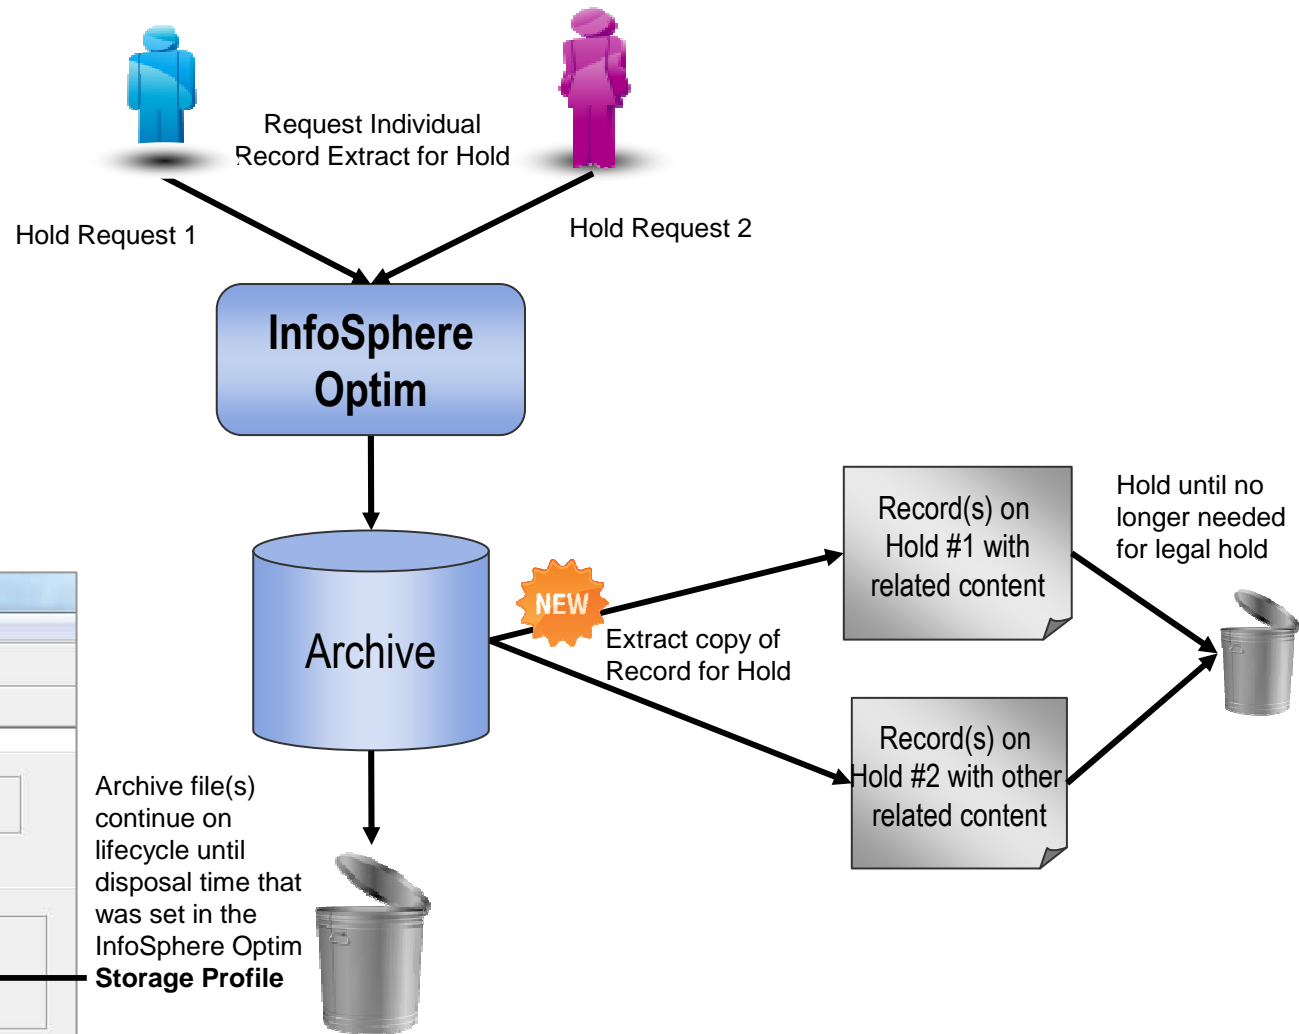 Request Individual
Record Extract for Hold
Hold Request 1
Hold Request 2
InfoSphere
Optim
Archive
NEW
Extract copy of
Record for Hold
Record(s) on
Hold #1 with
related content
Hold until no
longer needed
for legal hold
Record(s) on
Hold #2 with other
related content
Archive file(s)
continue on
lifecycle until
disposal time that
was set in the
InfoSphere Optim
Storage Profile